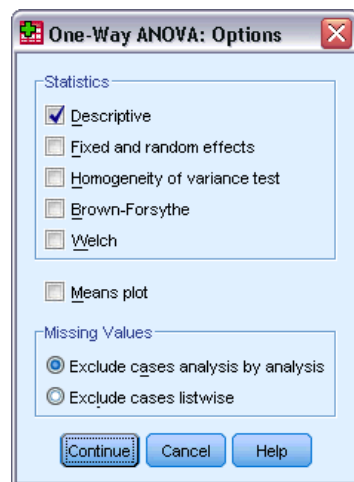 One-Way ANOVA: Options
Statistics
Descriptive
Fixed and random effects
Homogeneity of variance test
Brown-Forsythe
Welch
Means plot
Missing Values
Exclude cases analysis by analysis
Exclude cases listwise
Continue Cancel Help